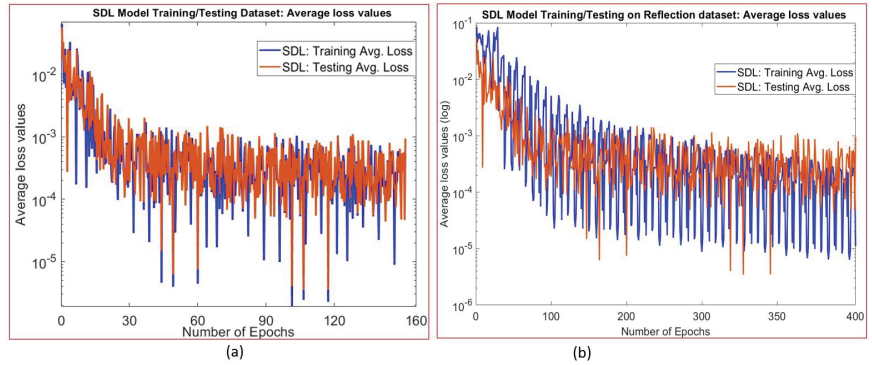 SDL Model Training/Testing Dataset: Average loss values
SDL: Training Avg. Loss
SDL: Testing Avg. Loss
Average loss values
10^-2
10^-3
10^-4
10^-5
0
30
60
90
120
160
Number of Epochs
(a)
SDL Model Training/Testing on Reflection dataset: Average loss values
SDL: Training Avg. Loss
SDL: Testing Avg. Loss
Average loss values (log)
10^-1
10^-2
10^-3
10^-4
10^-5
10^-6
0
100
200
300
400
Number of Epochs
(b)